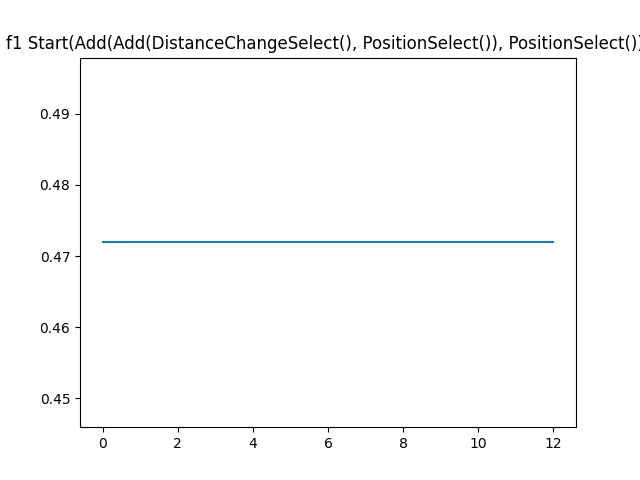 f1 Start(Add(Add(DistanceChangeSelect(), PositionSelect()), PositionSelect())
0.49
0.48
0.47
0.46
0.45
0 2 4 6 8 10 12